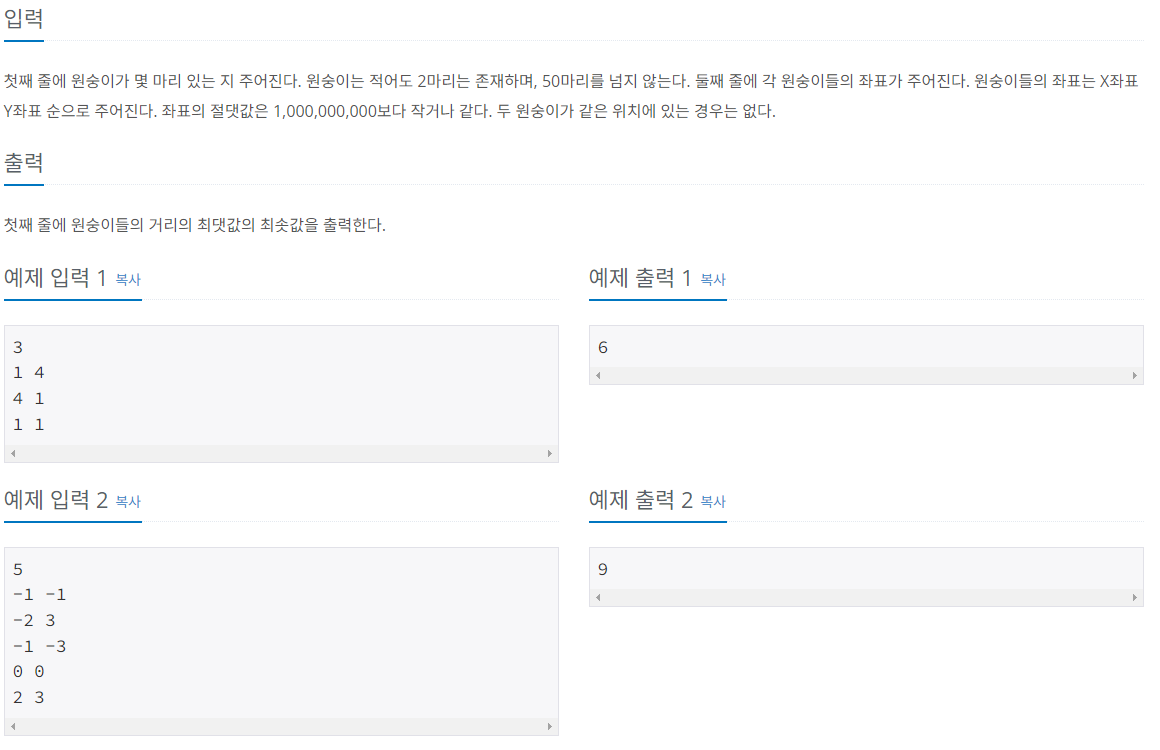 입력
첫째 줄에 원숭이가 몇 마리 있는 지 주어진다. 원숭이는 적어도 2마리는 존재하며, 50마리를 넘지 않는다. 둘째 줄에 각 원숭이들의 좌표가 주어진다. 원숭이들의 좌표는 X좌표
Y좌표 순으로 주어진다. 좌표의 절댓값은 1,000,000,000보다 작거나 같다. 두 원숭이가 같은 위치에 있는 경우는 없다.
출력
첫째 줄에 원숭이들의 거리의 최댓값의 최솟값을 출력한다.
예제 입력 1 복사
3
1 4
4 1
1 1
예제 출력 1 복사
6
예제 입력 2 복사
5
-1 -1
-2 3
-1 -3
0 0
2 3
예제 출력 2 복사
9